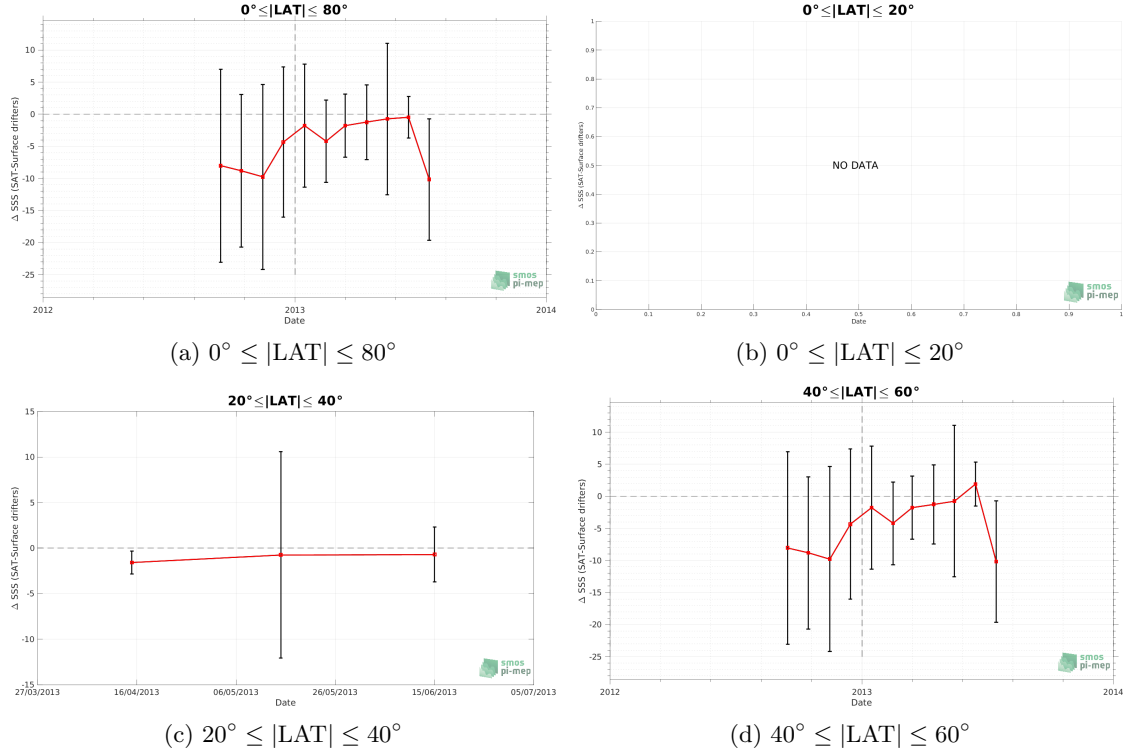 0°≤|LAT|≤ 80°
Δ SSS (SAT-Surface drifters)
10
5
0
-5
-10
-15
-20
-25
2012
2013
2014
Date
smos
pi-mep
(a) 0° ≤ |LAT| ≤ 80°
0°≤|LAT|≤ 20°
Δ SSS (SAT-Surface drifters)
1
0.9
0.8
0.7
0.6
0.5
0.4
0.3
0.2
0.1
0
NO DATA
0 0.1 0.2 0.3 0.4 0.5 0.6 0.7 0.8 0.9 1
Date
smos
pi-mep
(b) 0° ≤ |LAT| ≤ 20°
20°≤|LAT|≤ 40°
Δ SSS (SAT-Surface drifters)
15
10
5
0
-5
-10
-15
27/03/2013 16/04/2013 06/05/2013 26/05/2013 15/06/2013 05/07/2013
Date
smos
pi-mep
(c) 20° ≤ |LAT| ≤ 40°
40°≤|LAT|≤ 60°
Δ SSS (SAT-Surface drifters)
10
5
0
-5
-10
-15
-20
-25
2012
2013
2014
Date
smos
pi-mep
(d) 40° ≤ |LAT| ≤ 60°